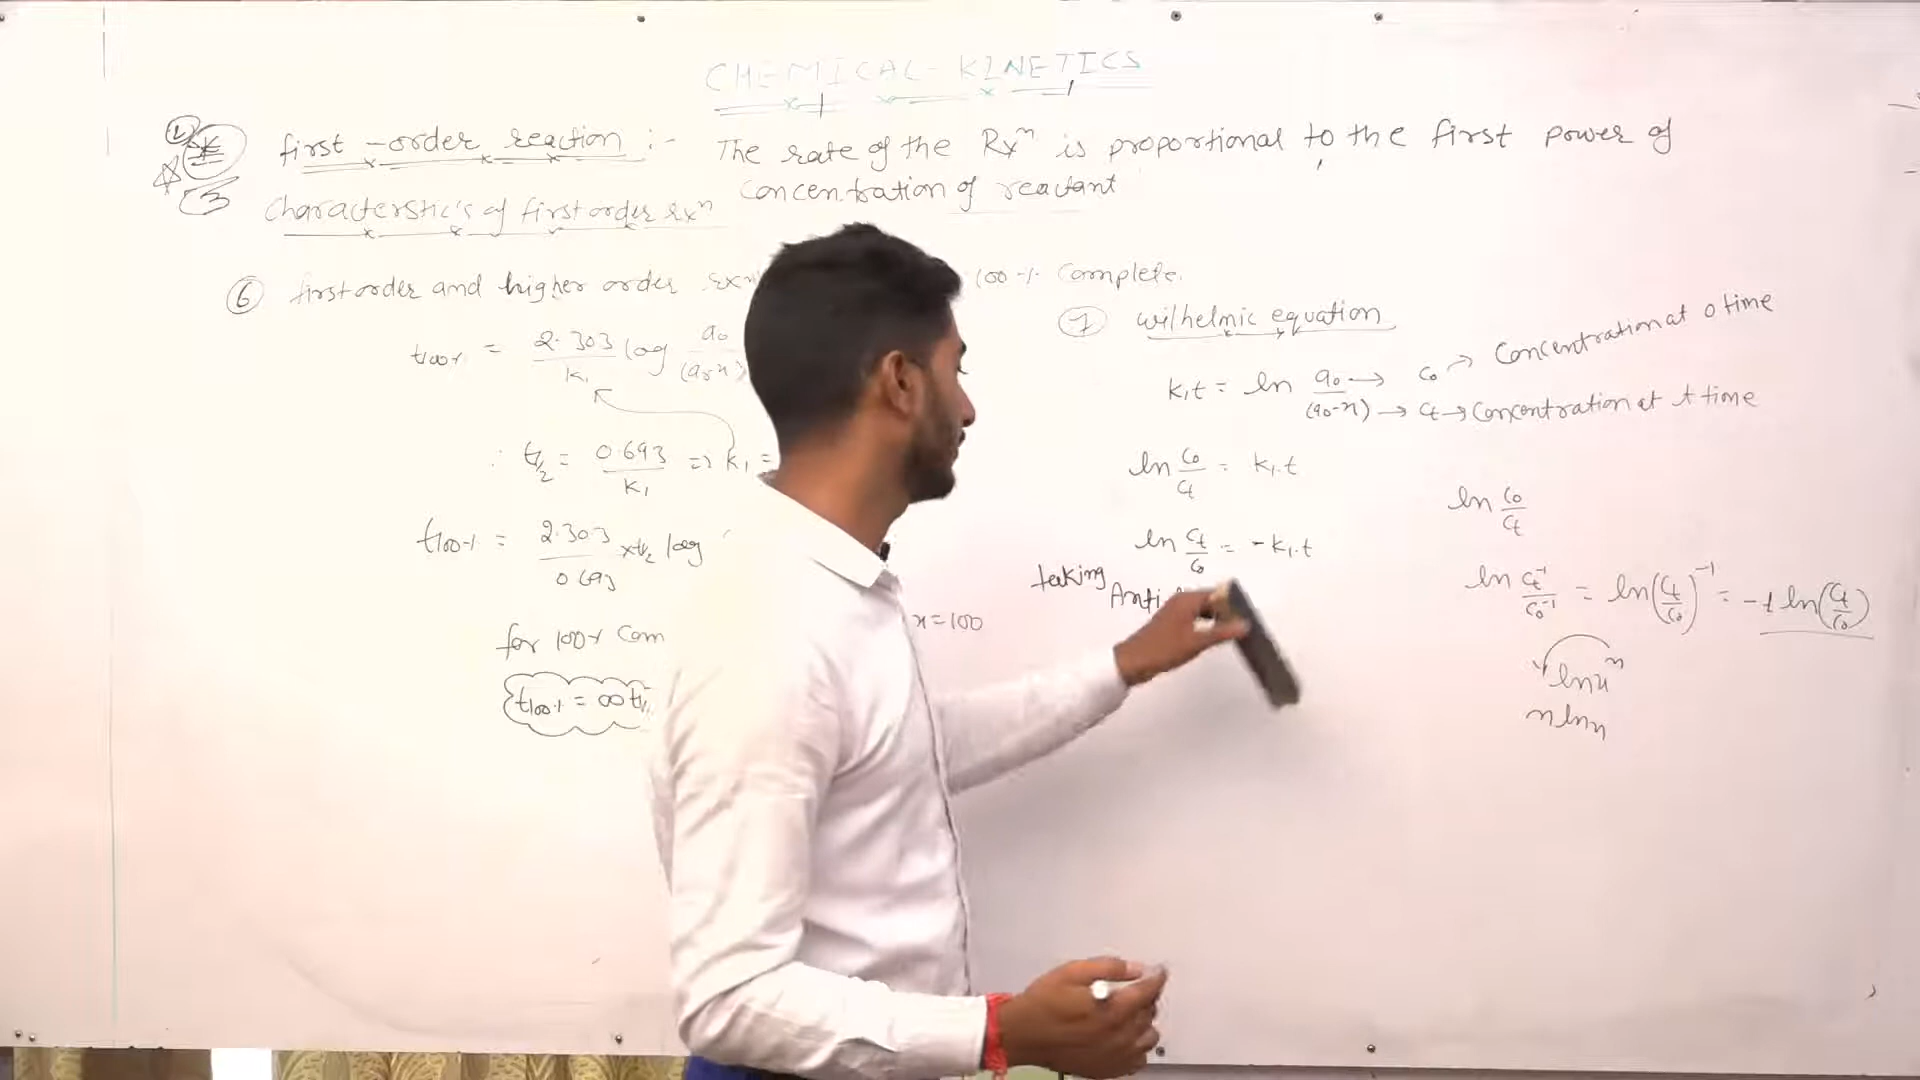 CHEMICAL-KINETICS
first-order reaction :- The rate of the Rxⁿ is proportional to the first power of
Concentration of reactant
3
Characterstic's of first order Rxⁿ
⑥ first order and higher order Rxⁿ 100% Complete.
t100% = 2.303/K₁ log a₀/(a₀-x)
∴ t½ = 0.693/K₁ => K₁ =
t100% = 2.303/0.693 × t½ log
for 100% Com x=100
t100% = ∞ t½
⑦ wilhelmic equation
K₁t = ln a₀/(a₀-x)
→ C₀ → Concentration at 0 time
→ Ct → Concentration at t time
ln C₀/Ct = K₁.t
ln Ct/C₀ = -K₁.t
taking
Anti
ln C₀/Ct
ln Ct⁻¹/C₀⁻¹ = ln(Ct/C₀)⁻¹ = -1 ln(Ct/C₀)
ln xⁿ
n ln x